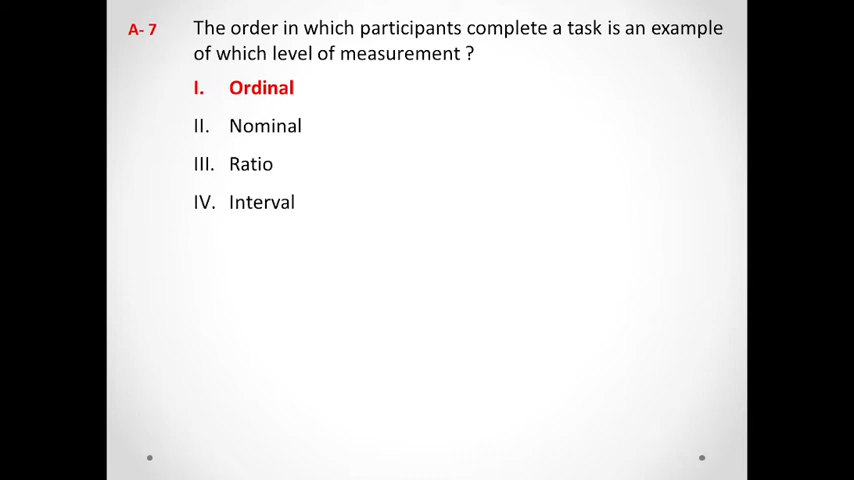 A- 7 The order in which participants complete a task is an example
of which level of measurement ?
I. Ordinal
II. Nominal
III. Ratio
IV. Interval